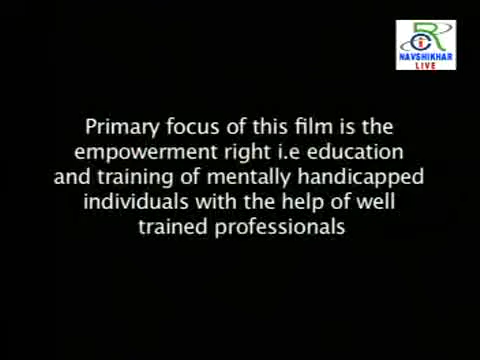 R
NAVSHIKHAR
LIVE
Primary focus of this film is the
empowerment right i.e education
and training of mentally handicapped
individuals with the help of well
trained professionals